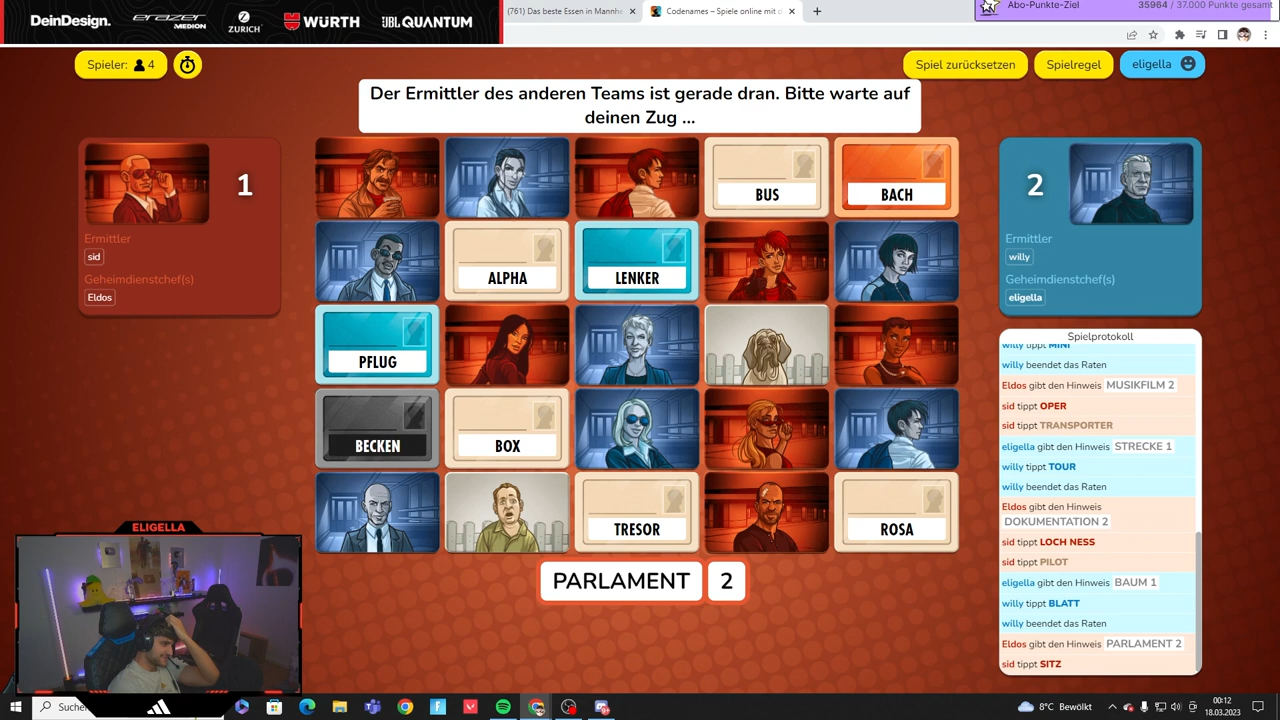 DeinDesign.
erazer
MEDION
ZURICH
WÜRTH
JBL QUANTUM
(761) Das beste Essen in Mannhe
Codenames – Spiele online mit d
Abo-Punkte-Ziel
35964 / 37.000 Punkte gesamt
Spieler: 4
Spiel zurücksetzen
Spielregel
eligella
Der Ermittler des anderen Teams ist gerade dran. Bitte warte auf
deinen Zug ...
1
Ermittler
sid
Geheimdienstchef(s)
Eldos
BUS
BACH
ALPHA
LENKER
PFLUG
BECKEN
BOX
TRESOR
ROSA
PARLAMENT 2
2
Ermittler
willy
Geheimdienstchef(s)
eligella
Spielprotokoll
willy tippt MINI
willy beendet das Raten
Eldos gibt den Hinweis MUSIKFILM 2
sid tippt OPER
sid tippt TRANSPORTER
eligella gibt den Hinweis STRECKE 1
willy tippt TOUR
willy beendet das Raten
Eldos gibt den Hinweis
DOKUMENTATION 2
sid tippt LOCH NESS
sid tippt PILOT
eligella gibt den Hinweis BAUM 1
willy tippt BLATT
willy beendet das Raten
Eldos gibt den Hinweis PARLAMENT 2
sid tippt SITZ
ELIGELLA
Suche
8°C Bewölkt
00:12
18.03.2023